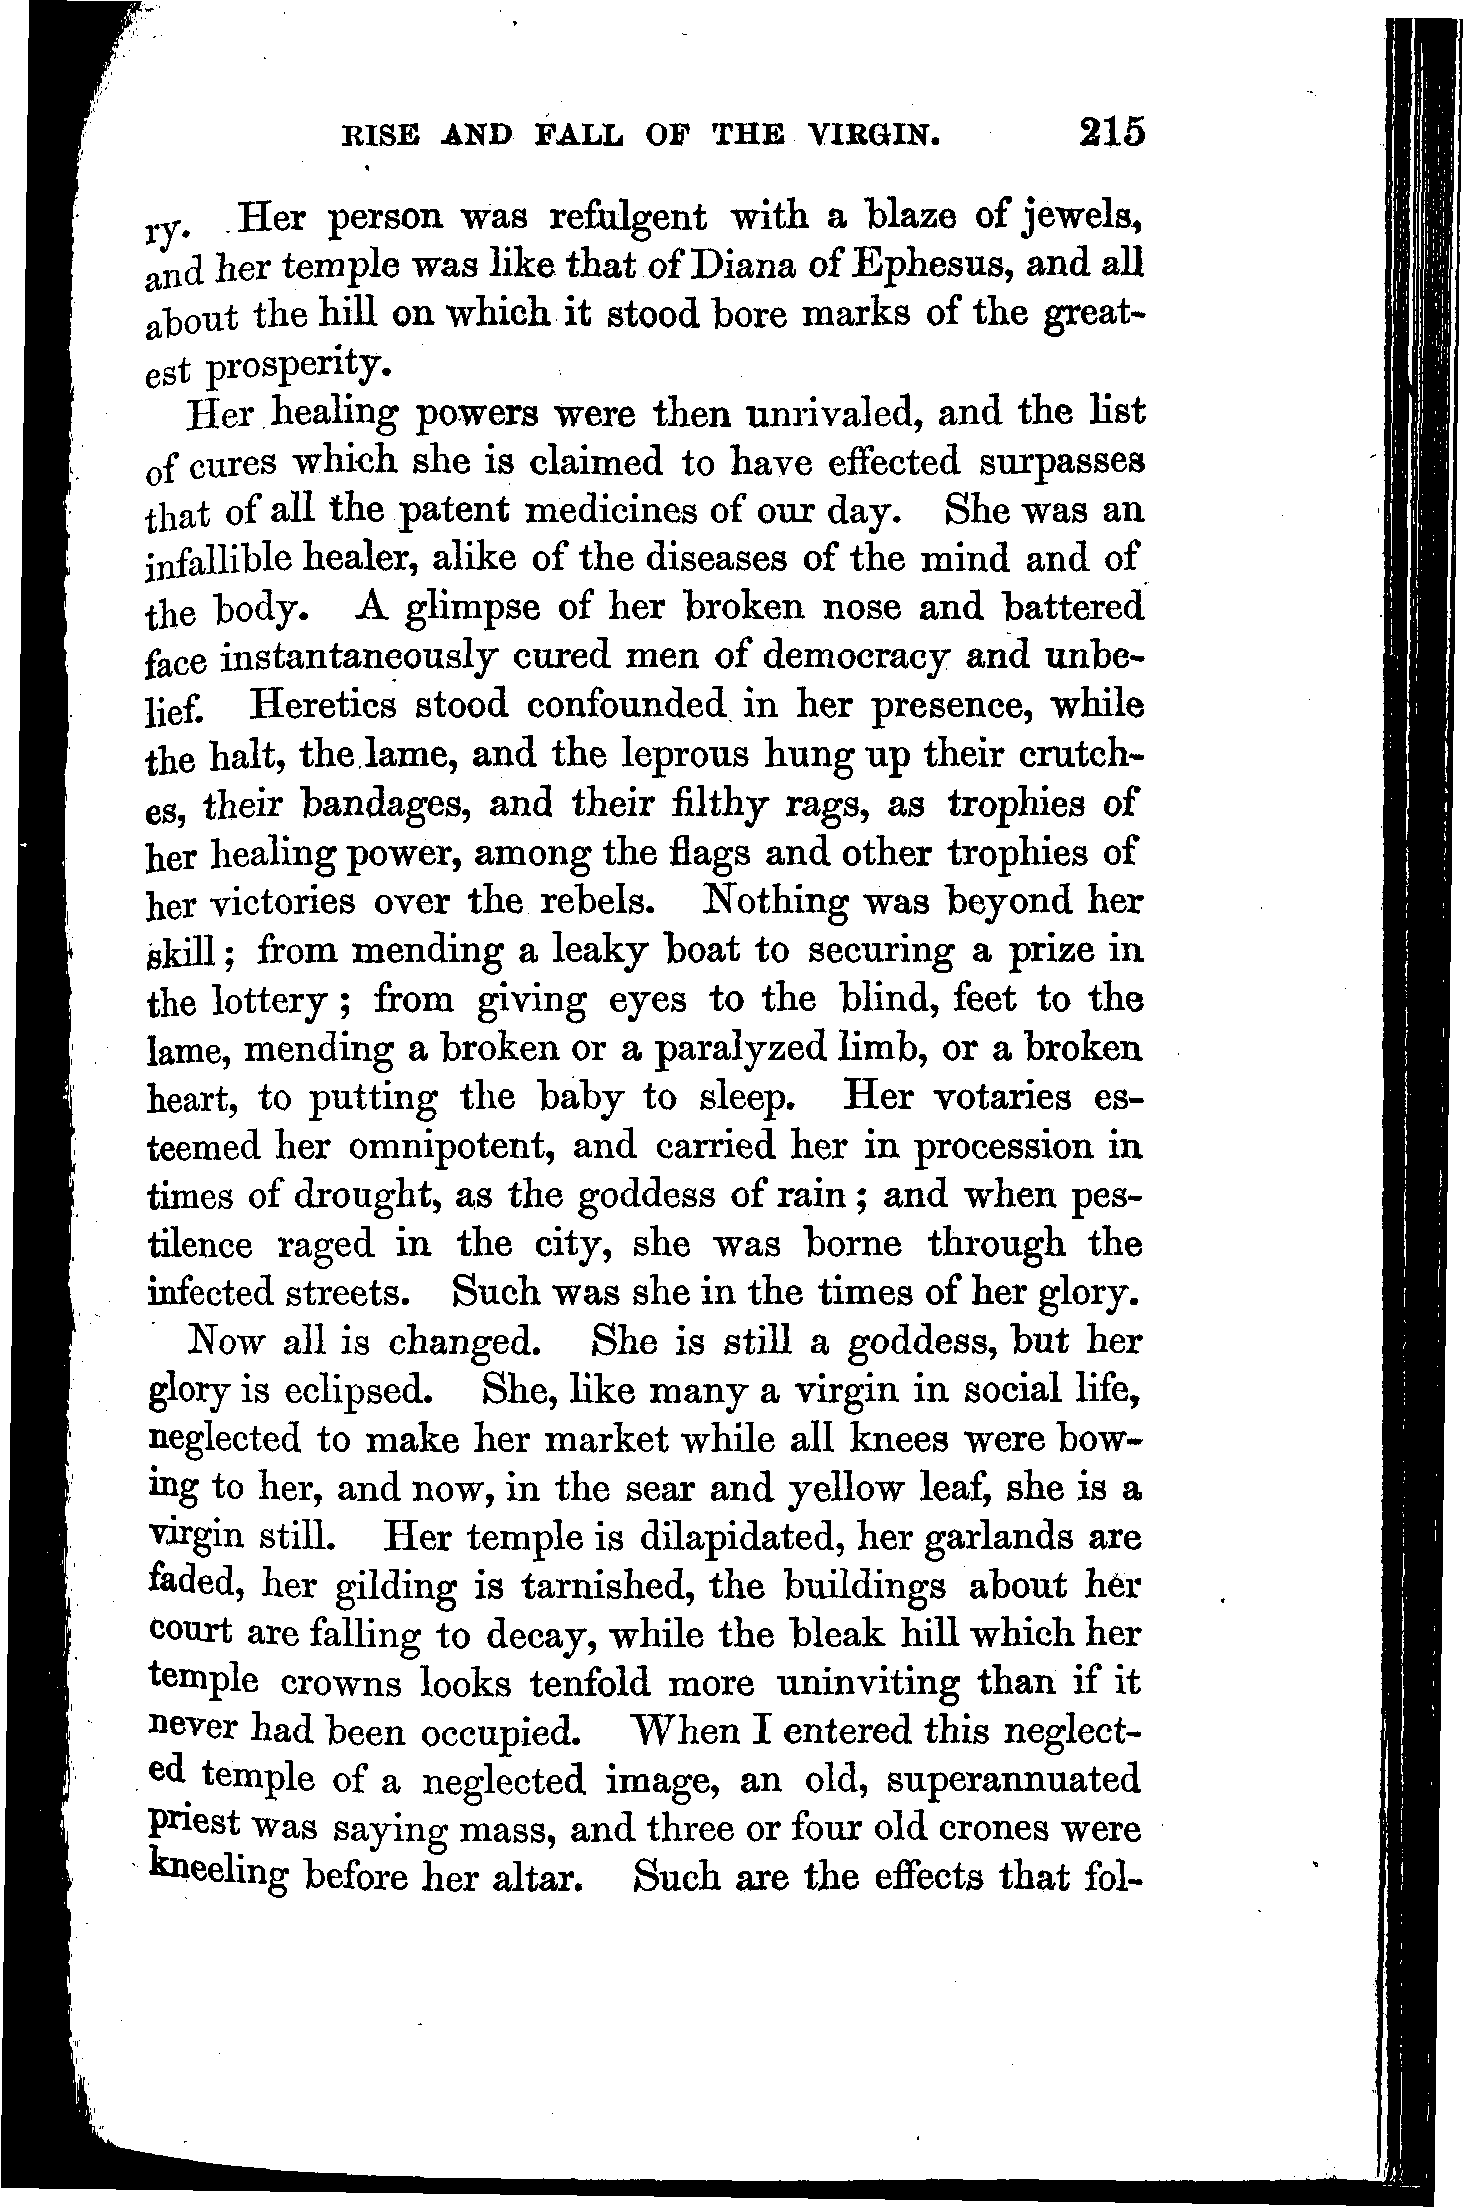 RISE AND FALL OF THE VIRGIN. 215
ry. Her person was refulgent with a blaze of jewels,
and her temple was like that of Diana of Ephesus, and all
about the hill on which it stood bore marks of the great-
est prosperity.
Her healing powers were then unrivaled, and the list
of cures which she is claimed to have effected surpasses
that of all the patent medicines of our day. She was an
infallible healer, alike of the diseases of the mind and of
the body. A glimpse of her broken nose and battered
face instantaneously cured men of democracy and unbe-
lief. Heretics stood confounded in her presence, while
the halt, the lame, and the leprous hung up their crutch-
es, their bandages, and their filthy rags, as trophies of
her healing power, among the flags and other trophies of
her victories over the rebels. Nothing was beyond her
skill; from mending a leaky boat to securing a prize in
the lottery; from giving eyes to the blind, feet to the
lame, mending a broken or a paralyzed limb, or a broken
heart, to putting the baby to sleep. Her votaries es-
teemed her omnipotent, and carried her in procession in
times of drought, as the goddess of rain; and when pes-
tilence raged in the city, she was borne through the
infected streets. Such was she in the times of her glory.
Now all is changed. She is still a goddess, but her
glory is eclipsed. She, like many a virgin in social life,
neglected to make her market while all knees were bow-
ing to her, and now, in the sear and yellow leaf, she is a
virgin still. Her temple is dilapidated, her garlands are
faded, her gilding is tarnished, the buildings about her
court are falling to decay, while the bleak hill which her
temple crowns looks tenfold more uninviting than if it
never had been occupied. When I entered this neglect-
ed temple of a neglected image, an old, superannuated
priest was saying mass, and three or four old crones were
kneeling before her altar. Such are the effects that fol-